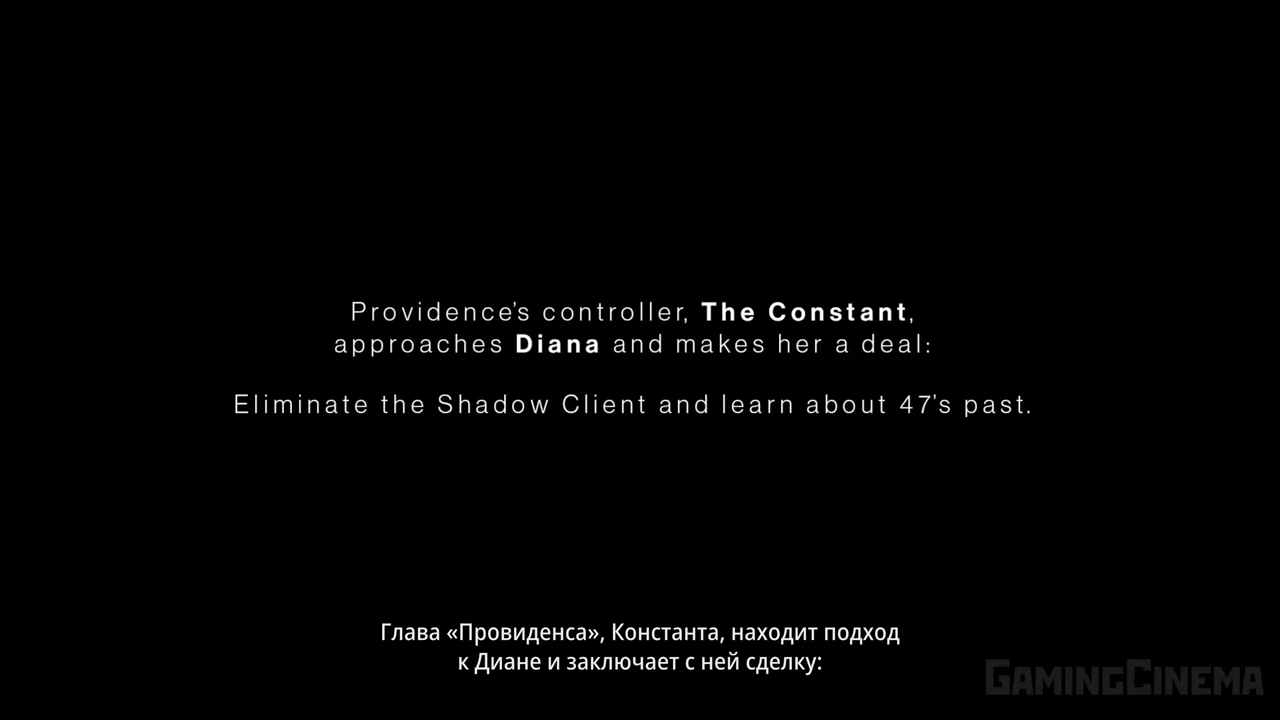 Providence’s controller, The Constant,
approaches Diana and makes her a deal:
Eliminate the Shadow Client and learn about 47’s past.
Глава «Провиденса», Константа, находит подход
к Диане и заключает с ней сделку:
GamingCinema